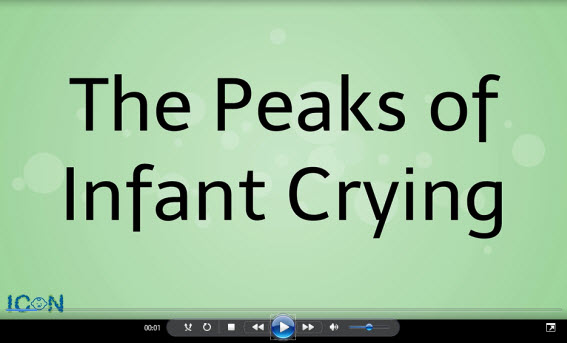 The Peaks of
Infant Crying
ICON
00:01